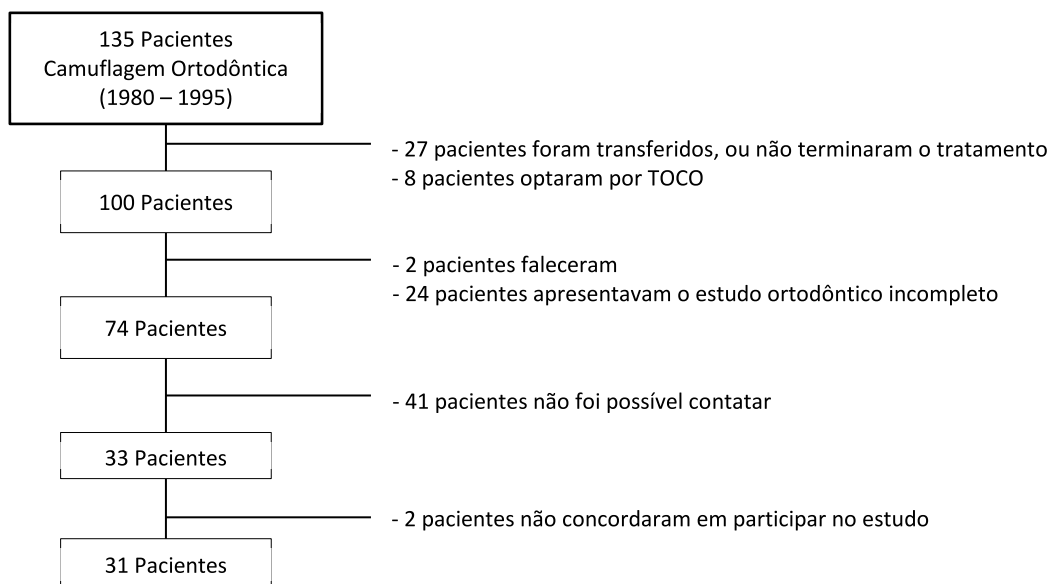 135 Pacientes
Camuflagem Ortodôntica
(1980 – 1995)
- 27 pacientes foram transferidos, ou não terminaram o tratamento
- 8 pacientes optaram por TOCO
100 Pacientes
- 2 pacientes faleceram
- 24 pacientes apresentavam o estudo ortodôntico incompleto
74 Pacientes
- 41 pacientes não foi possível contatar
33 Pacientes
- 2 pacientes não concordaram em participar no estudo
31 Pacientes